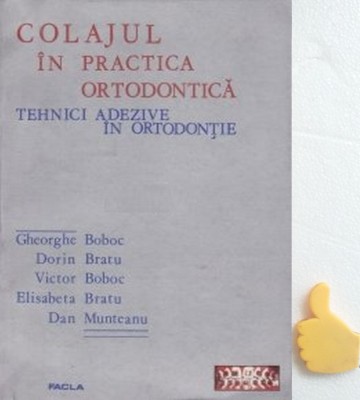 COLAJUL
ÎN PRACTICA
ORTODONTICĂ
TEHNICI ADEZIVE
ÎN ORTODONŢIE
Gheorghe Boboc
Dorin Bratu
Victor Boboc
Elisabeta Bratu
Dan Munteanu
FACLA